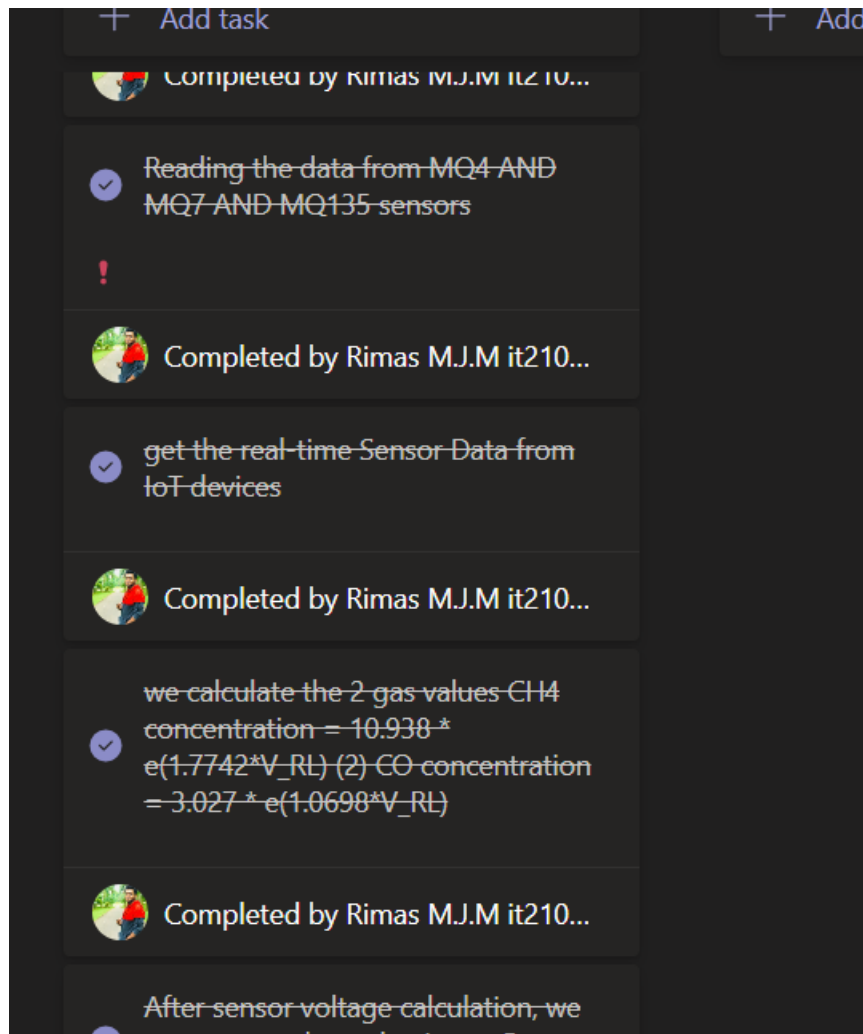 + Add task
+ Add
Completed by Rimas M.J.M it210...
Reading the data from MQ4 AND
MQ7 AND MQ135 sensors
!
Completed by Rimas M.J.M it210...
get the real-time Sensor Data from
IoT devices
Completed by Rimas M.J.M it210...
we calculate the 2 gas values CH4
concentration = 10.938 *
e(1.7742*V_RL) (2) CO concentration
= 3.027 * e(1.0698*V_RL)
Completed by Rimas M.J.M it210...
After sensor voltage calculation, we